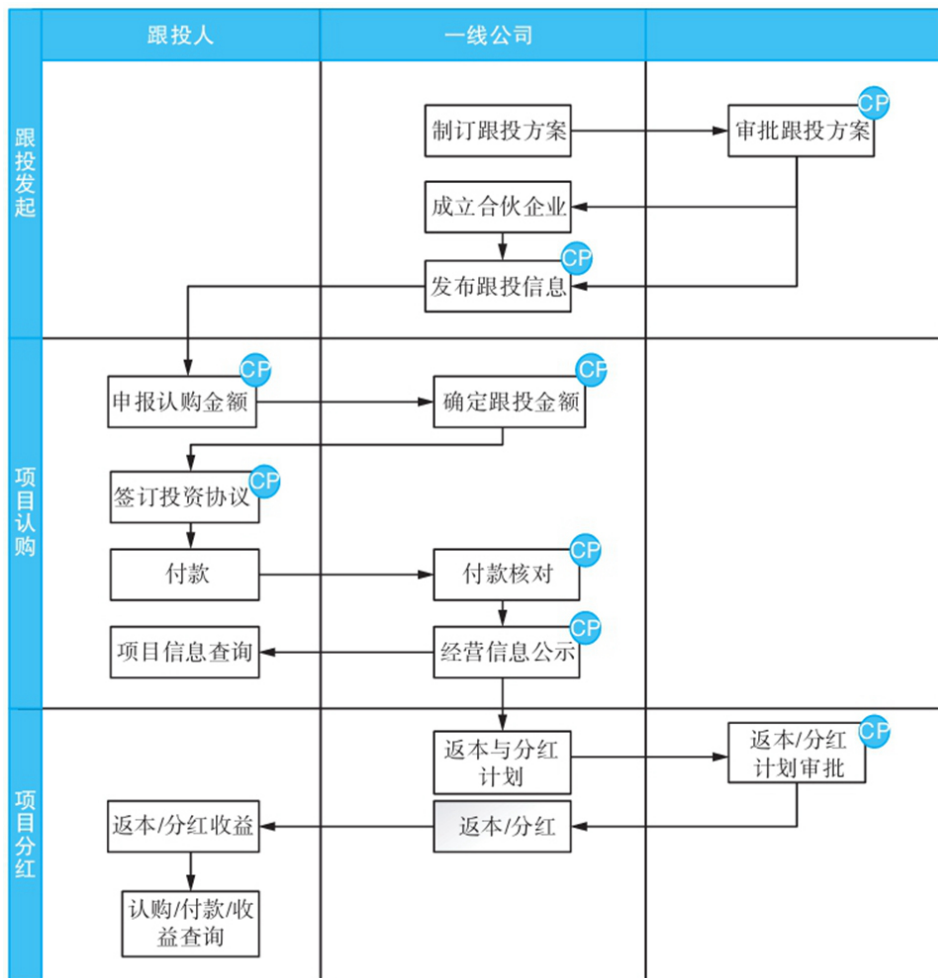 跟投人
一线公司
跟投发起
制订跟投方案
CP
审批跟投方案
成立合伙企业
CP
发布跟投信息
项目认购
CP
申报认购金额
CP
确定跟投金额
CP
签订投资协议
付款
CP
付款核对
项目信息查询
CP
经营信息公示
项目分红
返本与分红
计划
CP
返本/分红
计划审批
返本/分红收益
返本/分红
认购/付款/收
益查询